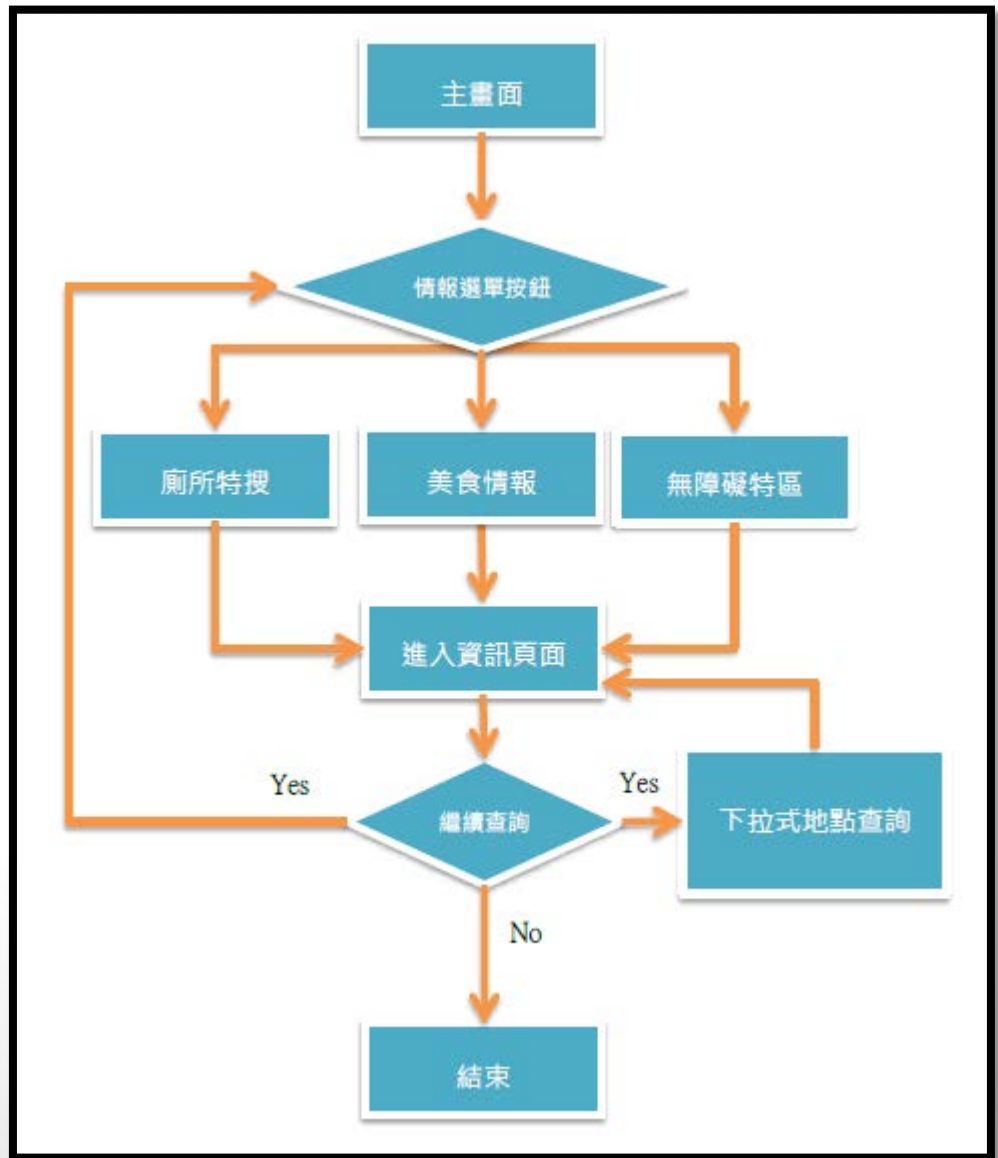 主畫面
情報選單按鈕
廁所特搜
美食情報
無障礙特區
進入資訊頁面
Yes
繼續查詢
Yes
下拉式地點查詢
No
結束